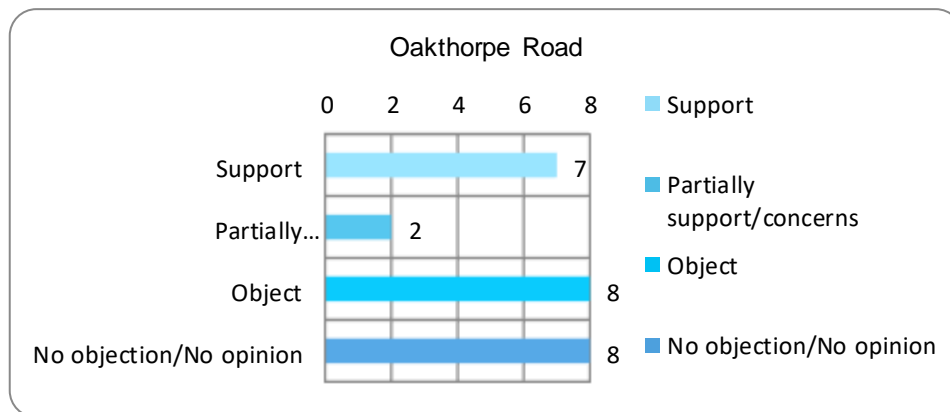 Oakthorpe Road
0 2 4 6 8
Support 7
Partially... 2
Object 8
No objection/No opinion 8
Support
Partially
support/concerns
Object
No objection/No opinion